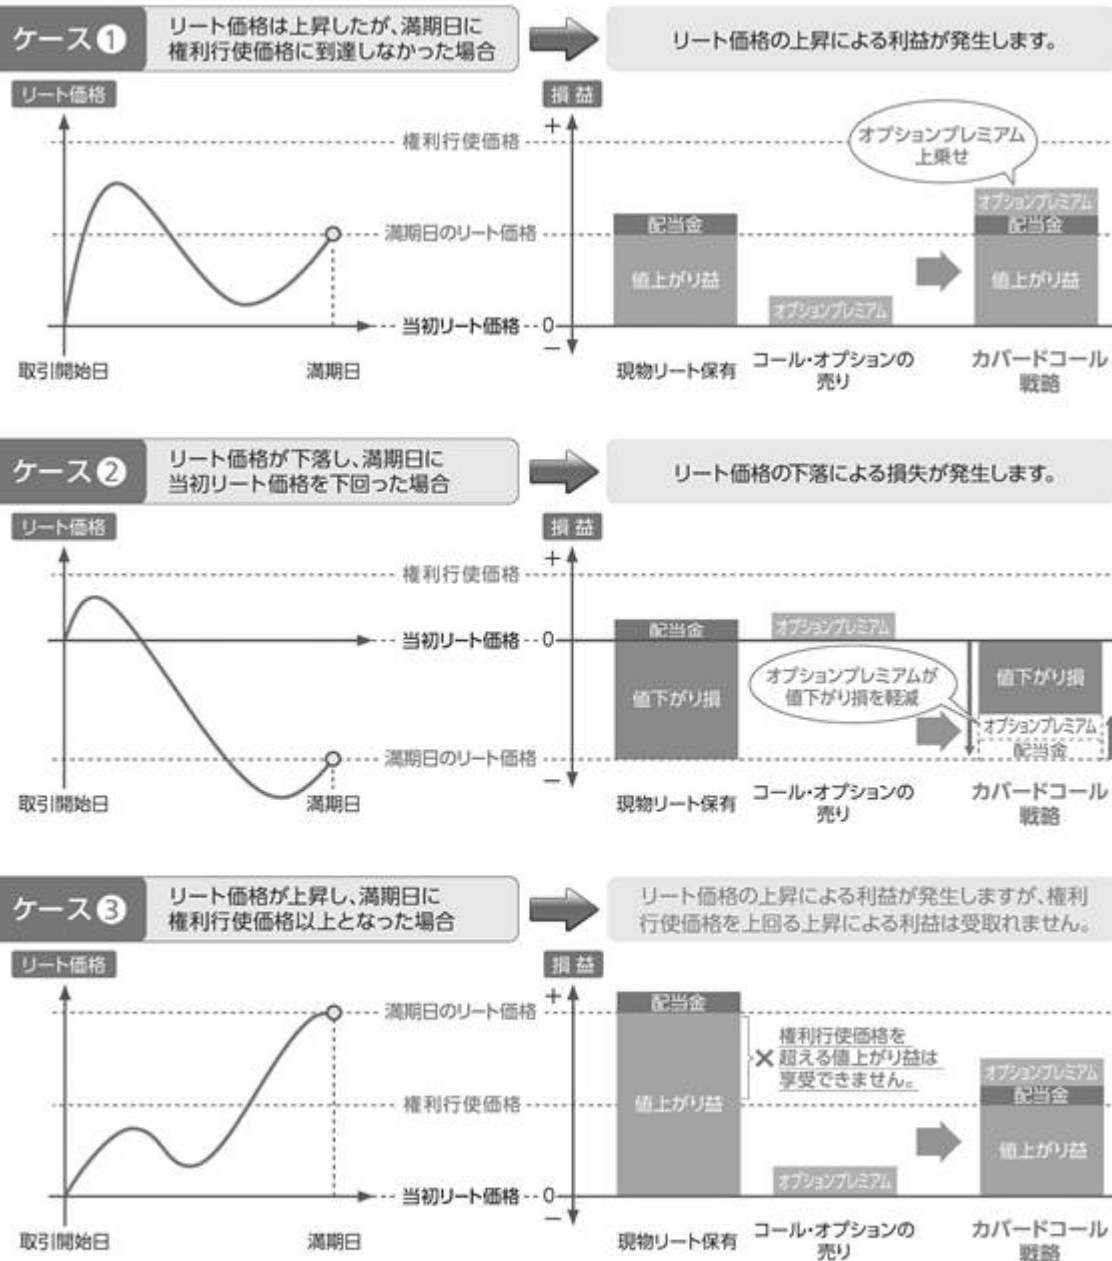 ケース❶
リート価格は上昇したが、満期日に
権利行使価格に到達しなかった場合
リート価格の上昇による利益が発生します。
リート価格
損益
+
権利行使価格
オプションプレミアム
上乗せ
オプションプレミアム
配当金
配当金
満期日のリート価格
値上がり益
値上がり益
オプションプレミアム
当初リート価格
0
−
取引開始日
満期日
現物リート保有
コール・オプションの
売り
カバードコール
戦略
ケース❷
リート価格が下落し、満期日に
当初リート価格を下回った場合
リート価格の下落による損失が発生します。
リート価格
損益
+
権利行使価格
配当金
オプションプレミアム
当初リート価格
0
オプションプレミアムが
値下がり損を軽減
値下がり損
値下がり損
オプションプレミアム
配当金
満期日のリート価格
−
取引開始日
満期日
現物リート保有
コール・オプションの
売り
カバードコール
戦略
ケース❸
リート価格が上昇し、満期日に
権利行使価格以上となった場合
リート価格の上昇による利益が発生しますが、権利
行使価格を上回る上昇による利益は受取れません。
リート価格
損益
+
配当金
満期日のリート価格
×
権利行使価格を
超える値上がり益は
享受できません。
オプションプレミアム
配当金
権利行使価格
値上がり益
値上がり益
オプションプレミアム
当初リート価格
0
−
取引開始日
満期日
現物リート保有
コール・オプションの
売り
カバードコール
戦略